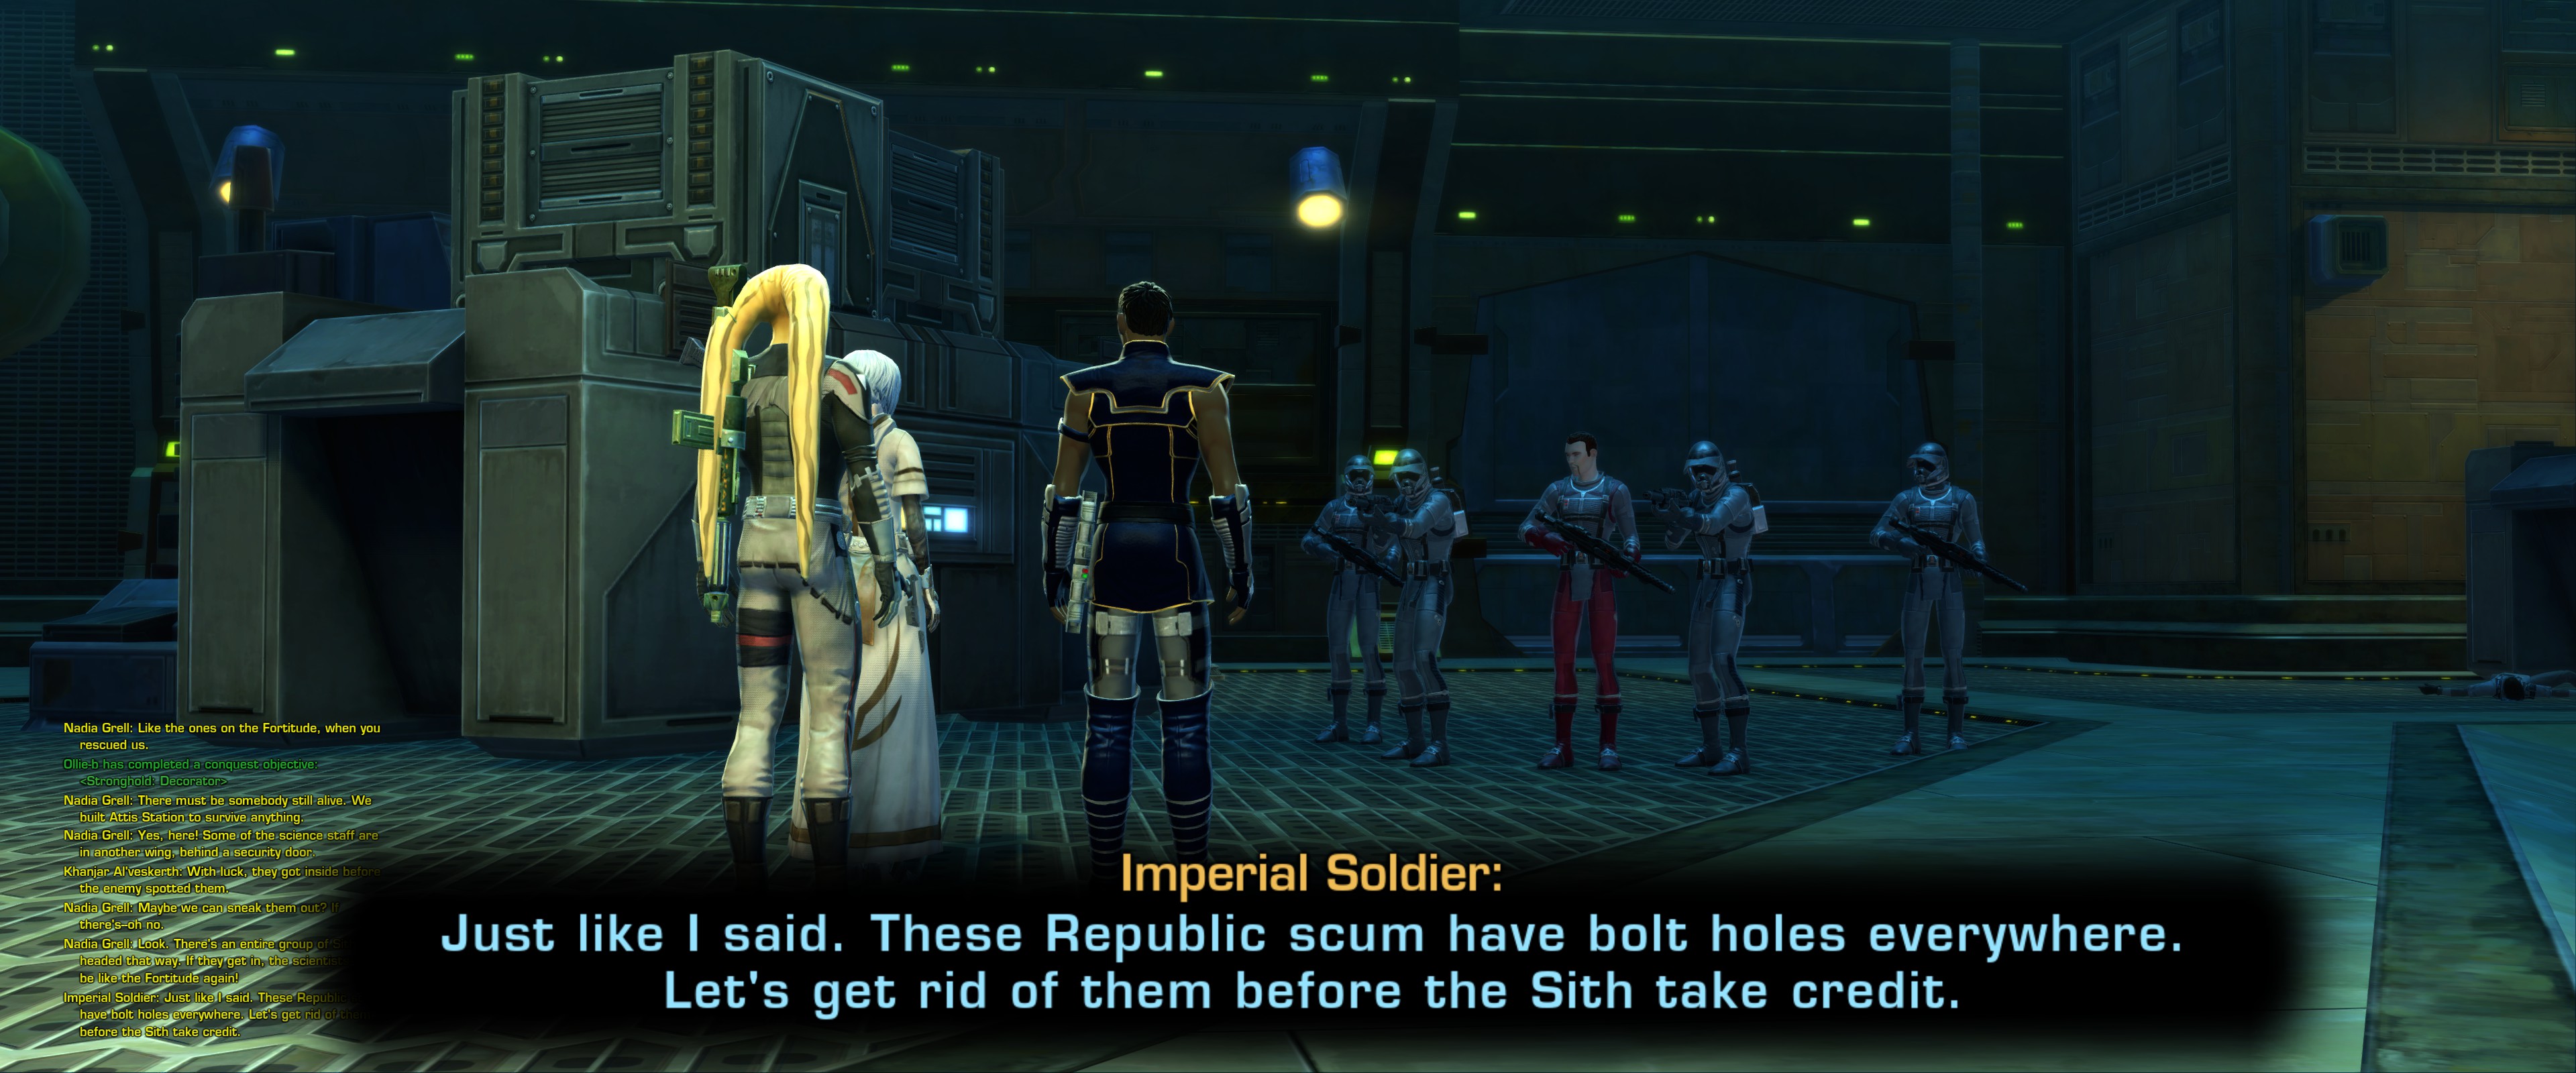 Nadia Grell: Like the ones on the Fortitude, when you
rescued us.
Ollie-b has completed a conquest objective:
<Stronghold: Decorator>
Nadia Grell: There must be somebody still alive. We
built Attis Station to survive anything.
Nadia Grell: Yes, here! Some of the science staff are
in another wing, behind a security door.
Khanjar Al'veskerth: With luck, they got inside before
the enemy spotted them.
Nadia Grell: Maybe we can sneak them out? If
there's–oh no.
Nadia Grell: Look. There's an entire group of
headed that way. If they get in, the scientist
be like the Fortitude again!
Imperial Soldier: Just like I said. These Republic
have bolt holes everywhere. Let's get rid of them
before the Sith take credit.
Imperial Soldier:
Just like I said. These Republic scum have bolt holes everywhere.
Let's get rid of them before the Sith take credit.